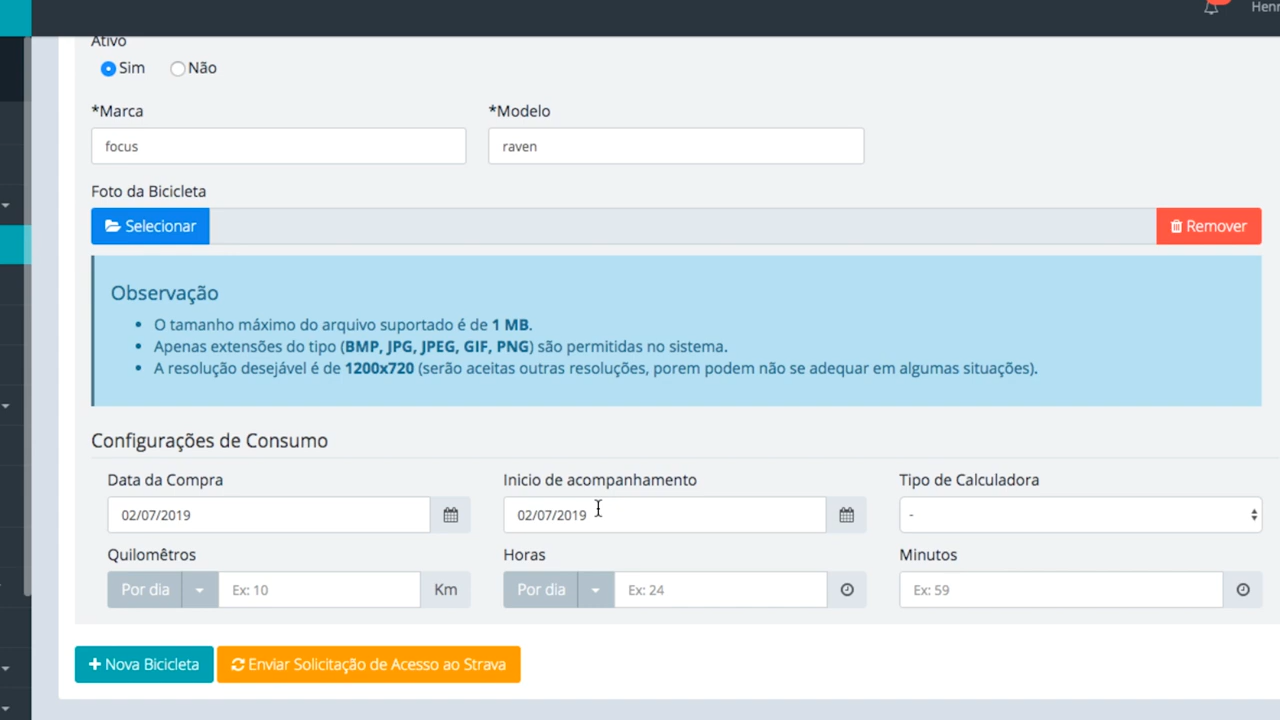 Henr
Ativo
Sim Não
*Marca *Modelo
focus raven
Foto da Bicicleta
Selecionar Remover
Observação
• O tamanho máximo do arquivo suportado é de 1 MB.
• Apenas extensões do tipo (BMP, JPG, JPEG, GIF, PNG) são permitidas no sistema.
• A resolução desejável é de 1200x720 (serão aceitas outras resoluções, porem podem não se adequar em algumas situações).
Configurações de Consumo
Data da Compra Inicio de acompanhamento Tipo de Calculadora
02/07/2019 02/07/2019 -
Quilomêtros Horas Minutos
Por dia Ex: 10 Km Por dia Ex: 24 Ex: 59
+ Nova Bicicleta Enviar Solicitação de Acesso ao Strava